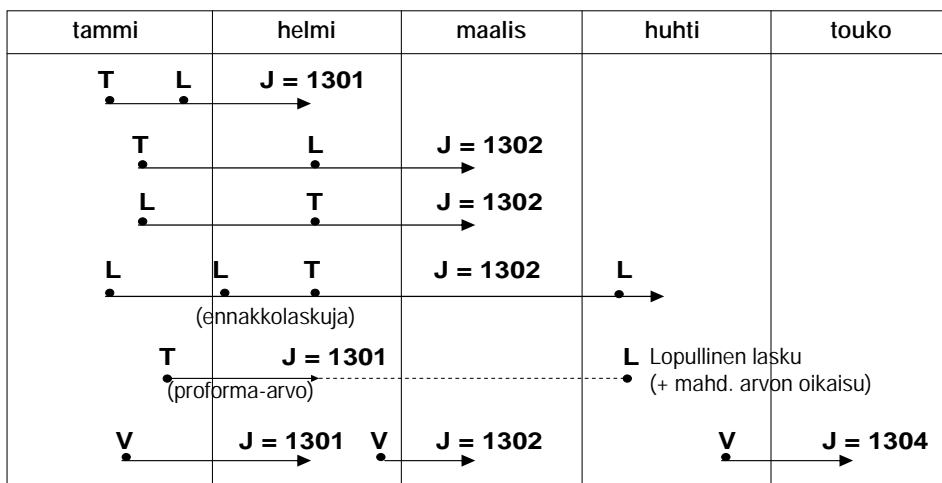 tammi helmi maalis huhti touko
T L J = 1301
T L J = 1302
L T J = 1302
L L T J = 1302 L
(ennakkolaskuja)
T J = 1301 L Lopullinen lasku
(proforma-arvo) (+ mahd. arvon oikaisu)
V J = 1301 V J = 1302 V J = 1304